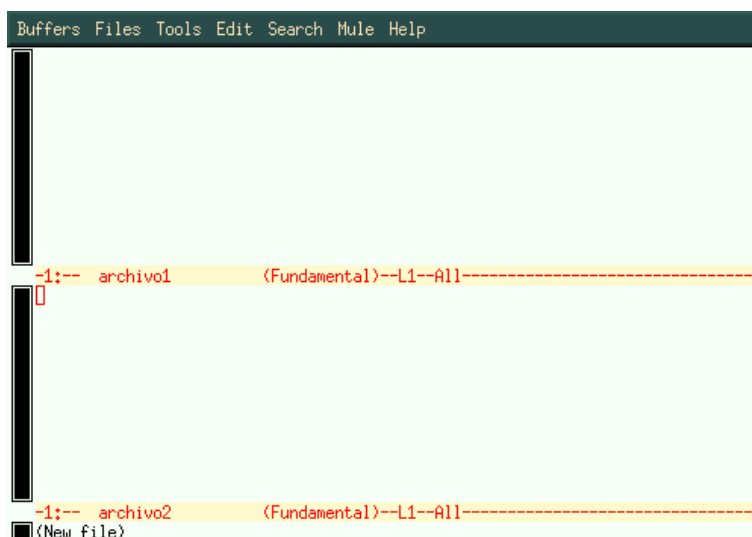 Buffers Files Tools Edit Search Mule Help
-1:-- archivo1 (Fundamental)--L1--All--------------------------------
-1:-- archivo2 (Fundamental)--L1--All--------------------------------
(New file)